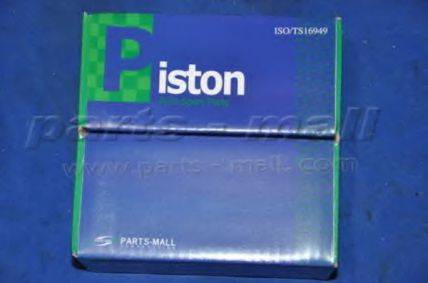 ISO/TS16949
Piston
parts - mall
www.parts - mall.com
PARTS-MALL